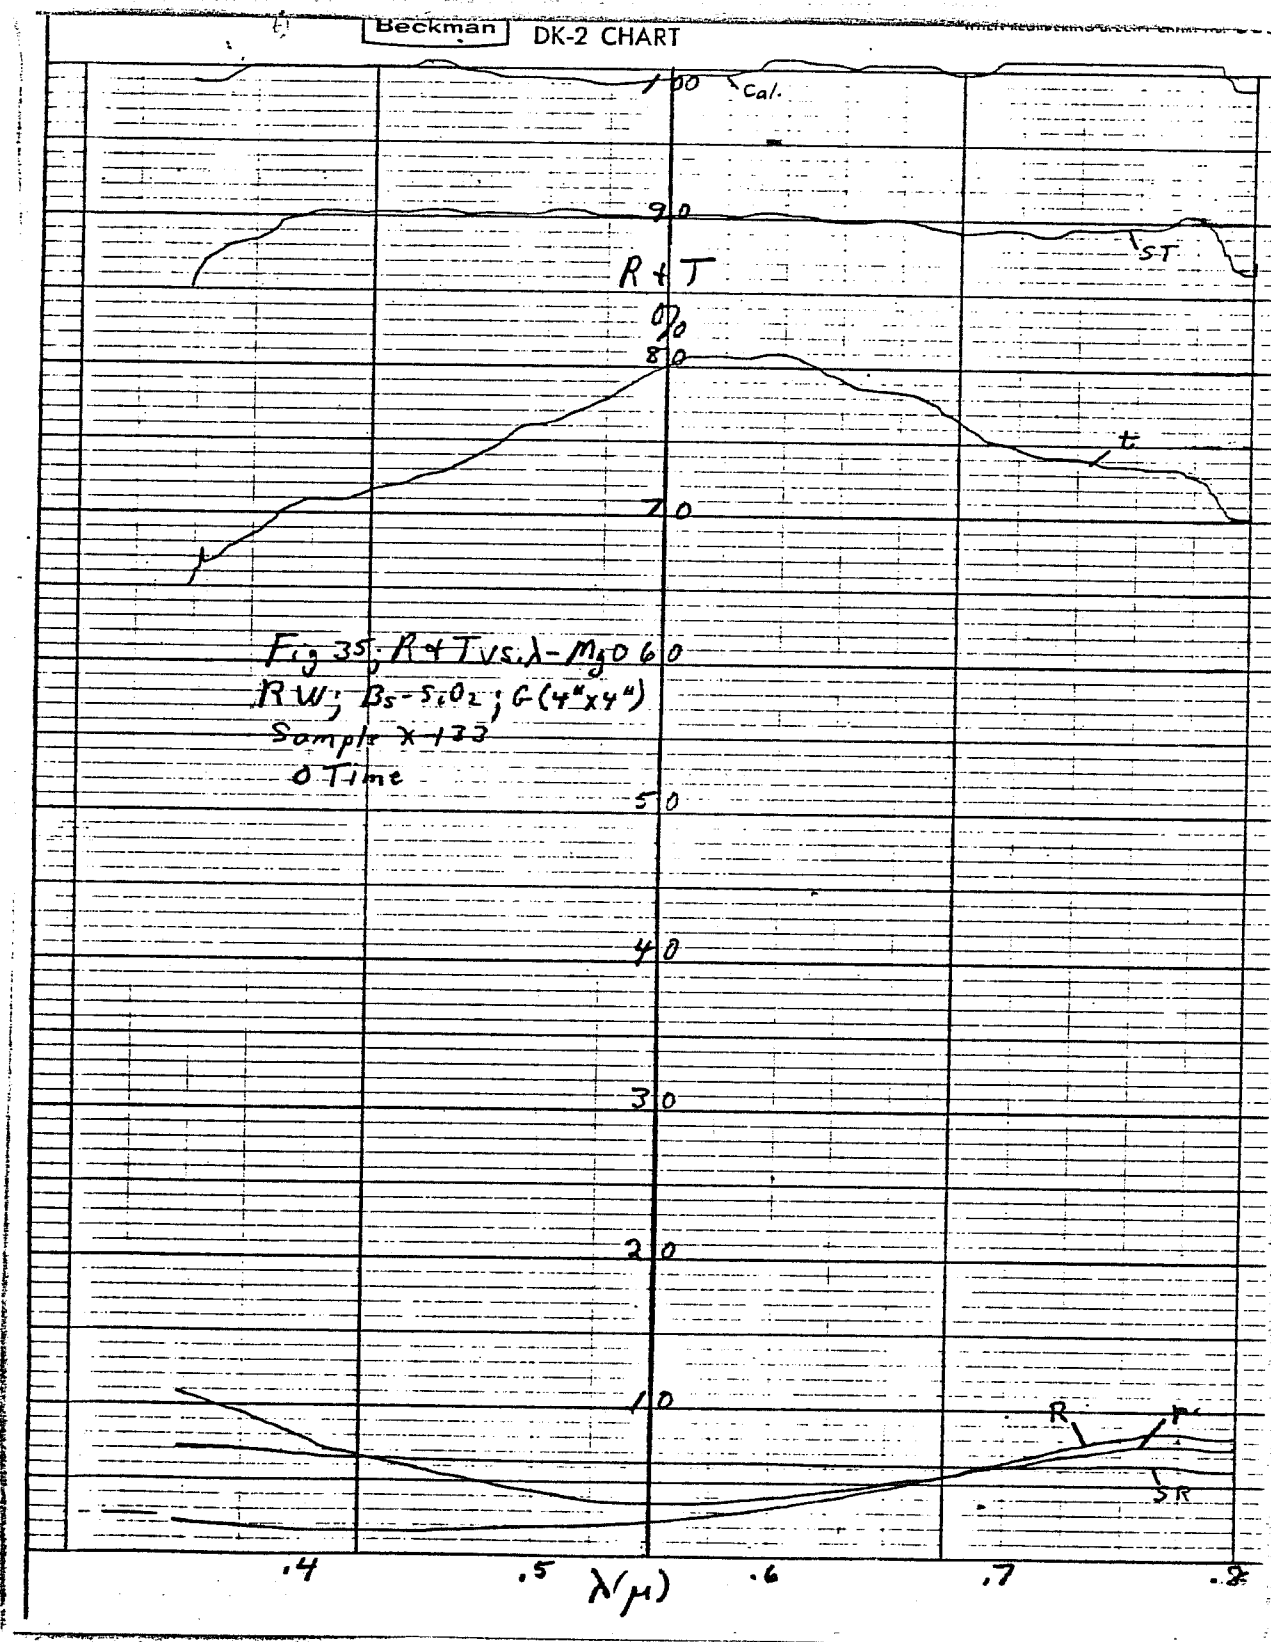 Beckman DK-2 CHART
100
Cal.
90
ST
R & T
%
80
t
70
Fig 35; R & T vs. λ - MgO 60
RW; B5-SiO2; G (4"x4")
Sample X-133
0 Time
50
40
30
20
10
R
r
SR
.4 .5 .6 .7 .8
λ(μ)